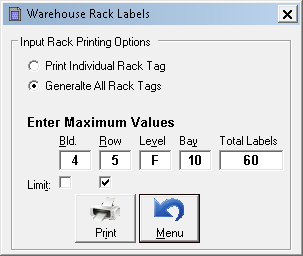 Warehouse Rack Labels
Input Rack Printing Options
Print Individual Rack Tag
Generalte All Rack Tags
Enter Maximum Values
Bld. Row Level Bay Total Labels
4 5 F 10 60
Limit:
Print Menu